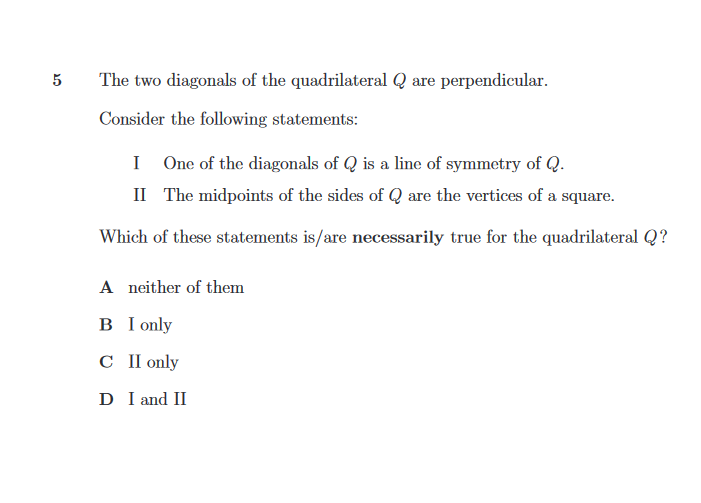 5 The two diagonals of the quadrilateral Q are perpendicular.
Consider the following statements:
I One of the diagonals of Q is a line of symmetry of Q.
II The midpoints of the sides of Q are the vertices of a square.
Which of these statements is/are necessarily true for the quadrilateral Q?
A neither of them
B I only
C II only
D I and II